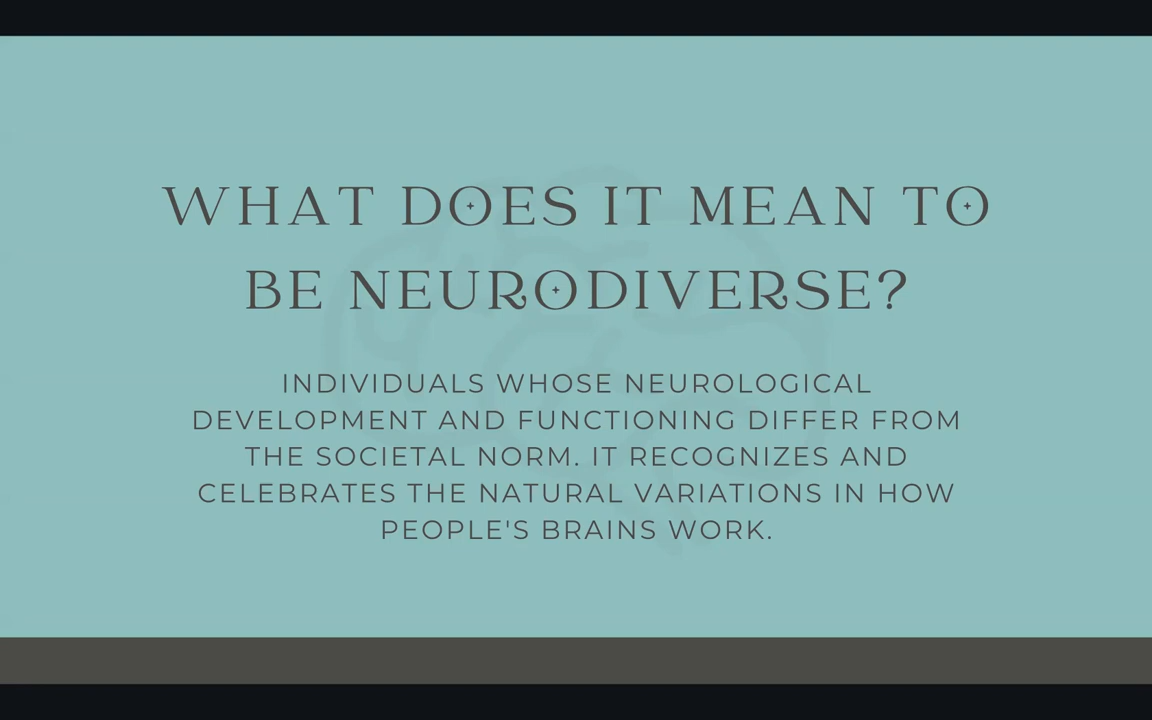 WHAT DOES IT MEAN TO
BE NEURODIVERSE?
INDIVIDUALS WHOSE NEUROLOGICAL
DEVELOPMENT AND FUNCTIONING DIFFER FROM
THE SOCIETAL NORM. IT RECOGNIZES AND
CELEBRATES THE NATURAL VARIATIONS IN HOW
PEOPLE'S BRAINS WORK.